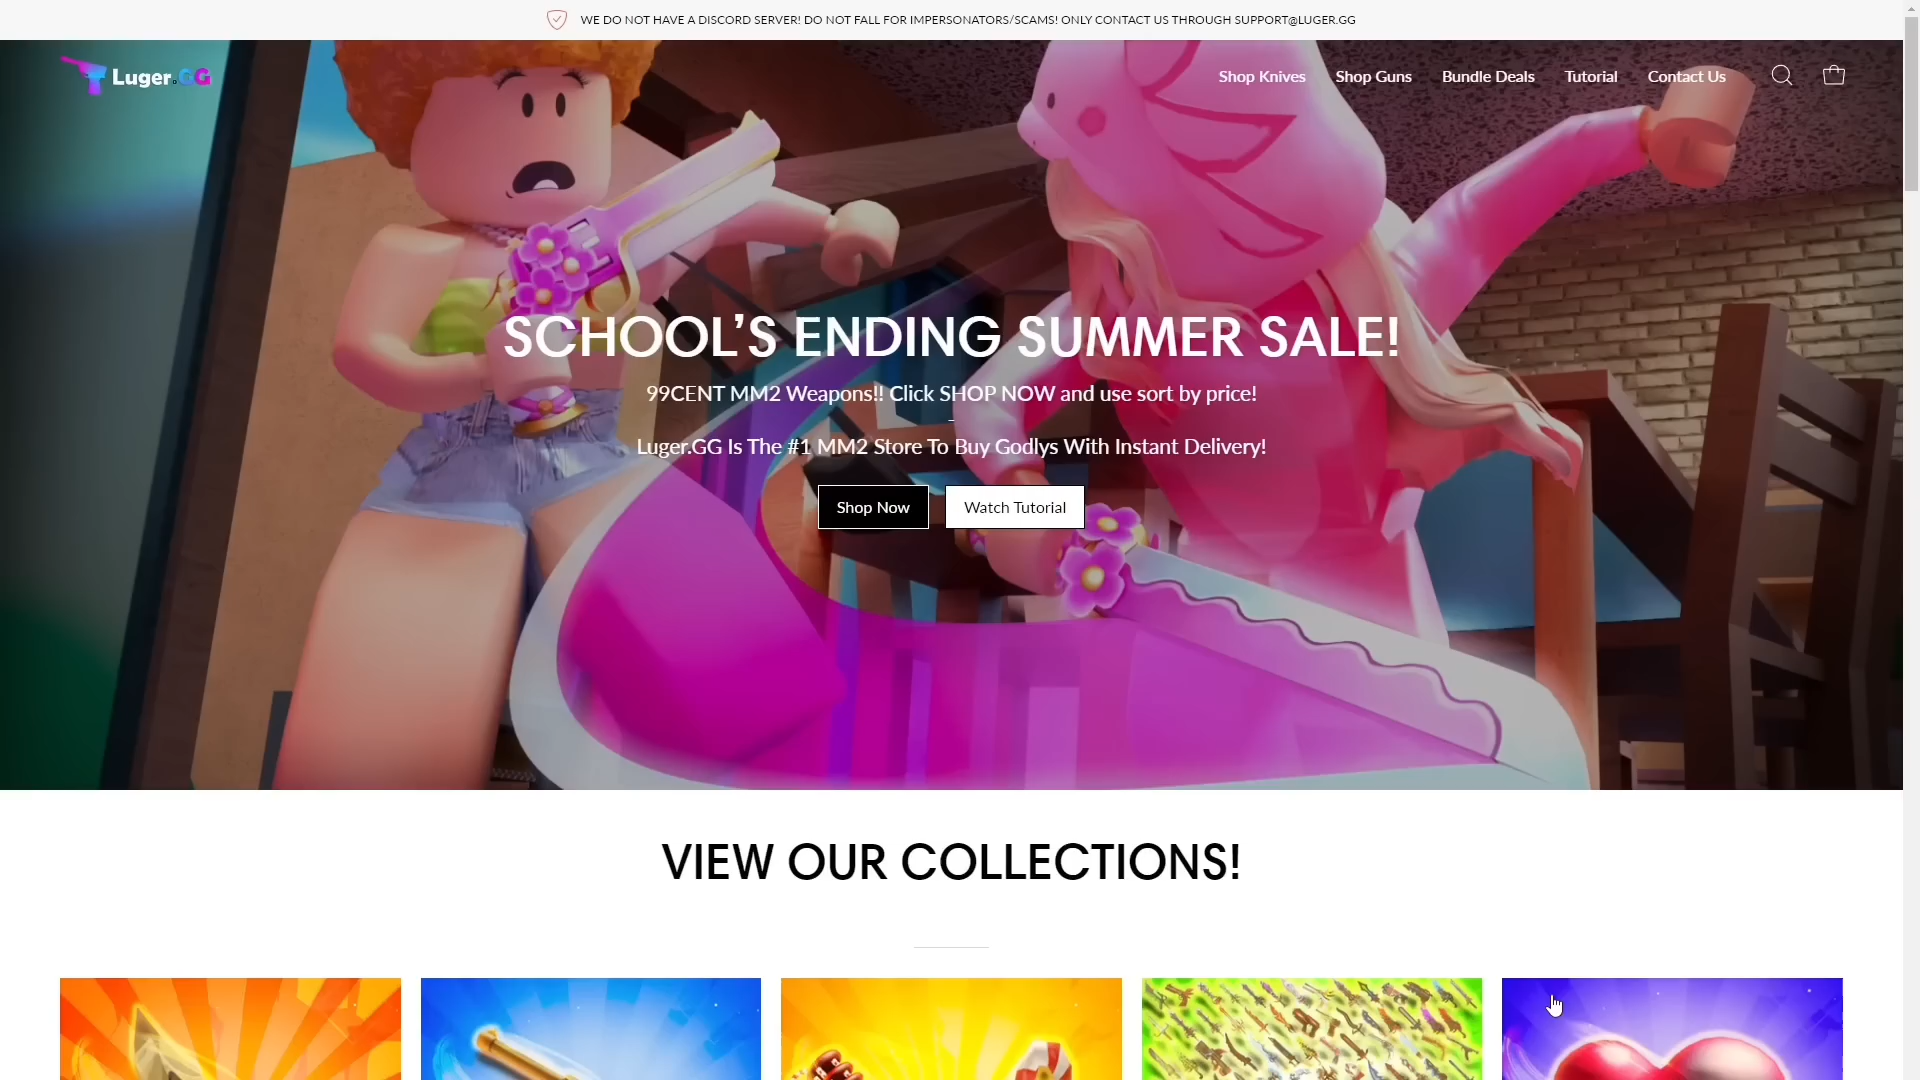 WE DO NOT HAVE A DISCORD SERVER! DO NOT FALL FOR IMPERSONATORS/SCAMS! ONLY CONTACT US THROUGH SUPPORT@LUGER.GG
Luger.GG
Shop Knives
Shop Guns
Bundle Deals
Tutorial
Contact Us
SCHOOL'S ENDING SUMMER SALE!
99CENT MM2 Weapons!! Click SHOP NOW and use sort by price!
Luger.GG Is The #1 MM2 Store To Buy Godlys With Instant Delivery!
Shop Now
Watch Tutorial
VIEW OUR COLLECTIONS!